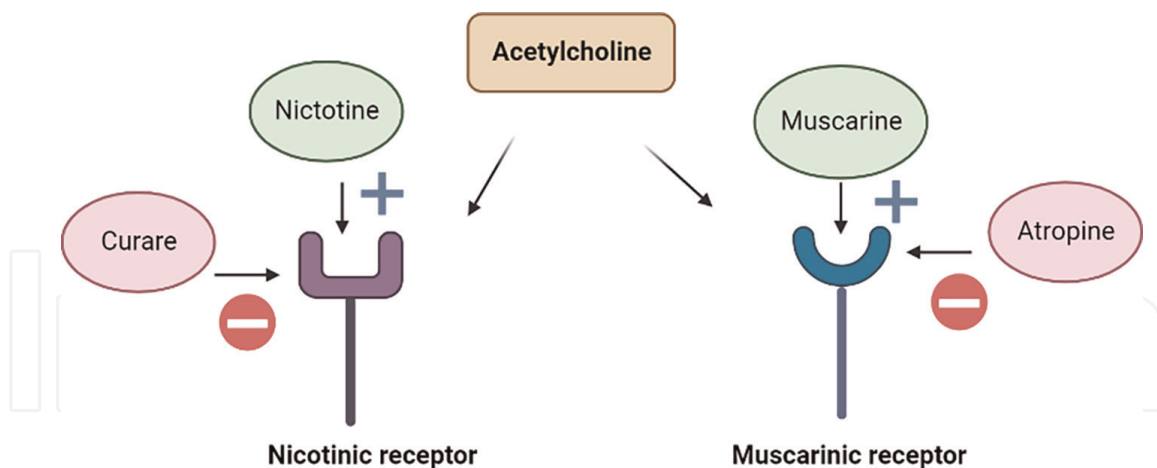 Acetylcholine
Nictotine
Muscarine
Curare
Atropine
Nicotinic receptor
Muscarinic receptor